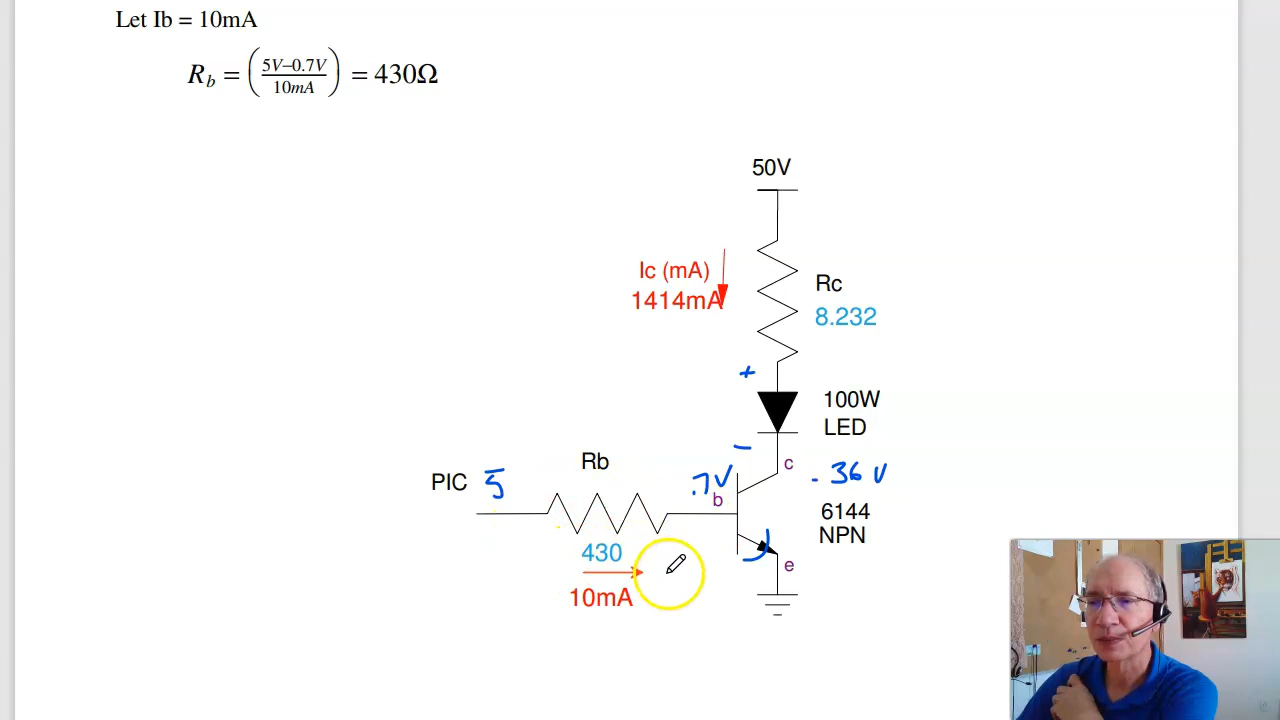 Let Ib = 10mA
R_b = (5V–0.7V / 10mA) = 430Ω
50V
Ic (mA)
1414mA
Rc
8.232
+
100W
LED
–
Rb
c
.36 V
PIC
5
.7V
b
6144
NPN
430
e
10mA